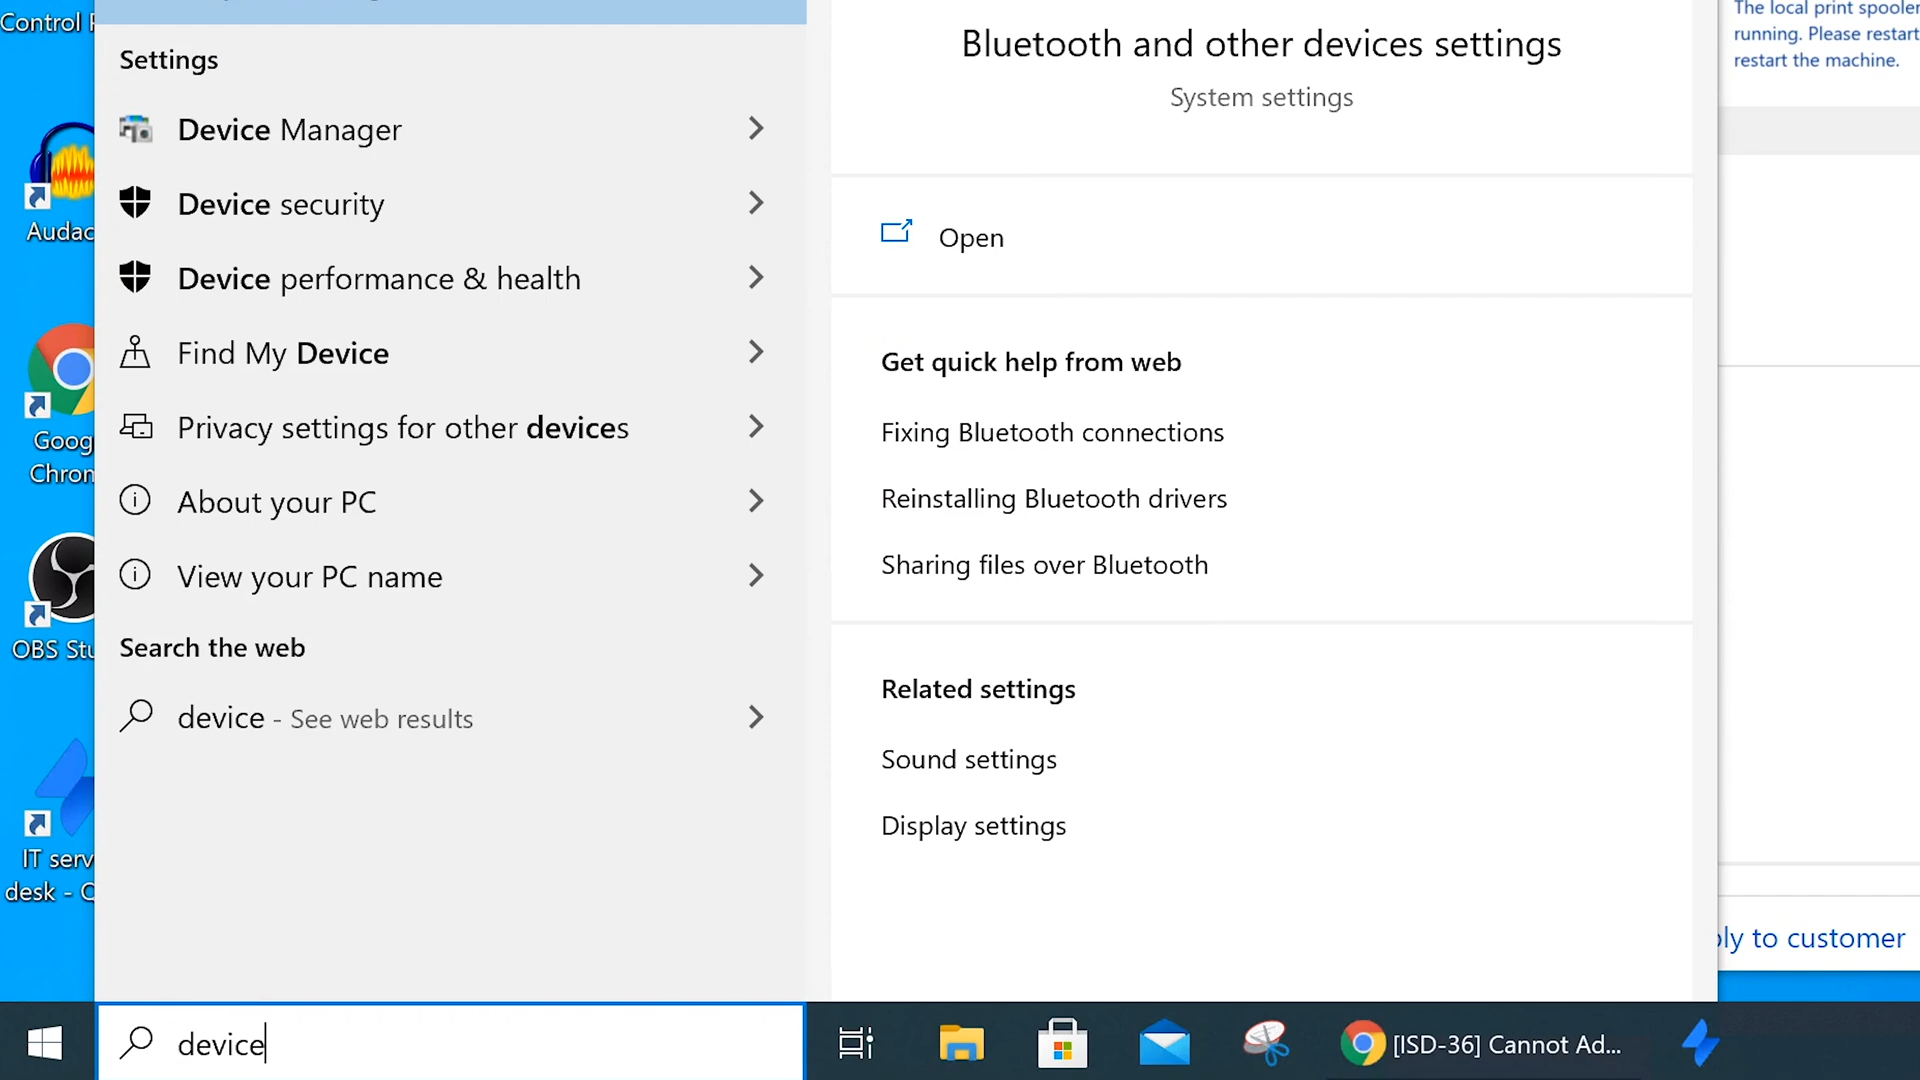 Control
Audac
Goog
Chron
OBS Stu
IT serv
desk - Q
Settings
Device Manager
Device security
Device performance & health
Find My Device
Privacy settings for other devices
About your PC
View your PC name
Search the web
device - See web results
device
Bluetooth and other devices settings
System settings
Open
Get quick help from web
Fixing Bluetooth connections
Reinstalling Bluetooth drivers
Sharing files over Bluetooth
Related settings
Sound settings
Display settings
The local print spooler
running. Please restart
restart the machine.
ply to customer
[ISD-36] Cannot Ad...